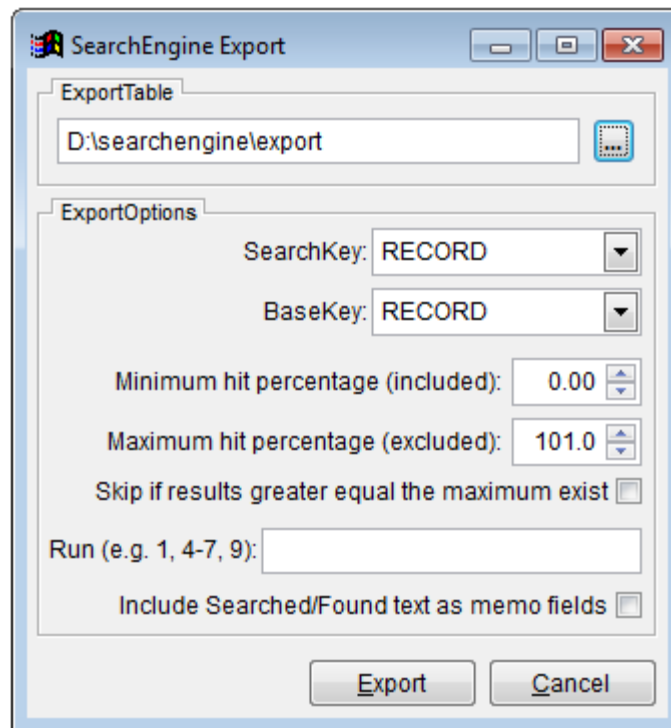 SearchEngine Export
ExportTable
D:\searchengine\export
...
ExportOptions
SearchKey: RECORD
BaseKey: RECORD
Minimum hit percentage (included): 0.00
Maximum hit percentage (excluded): 101.0
Skip if results greater equal the maximum exist
Run (e.g. 1, 4-7, 9):
Include Searched/Found text as memo fields
Export Cancel